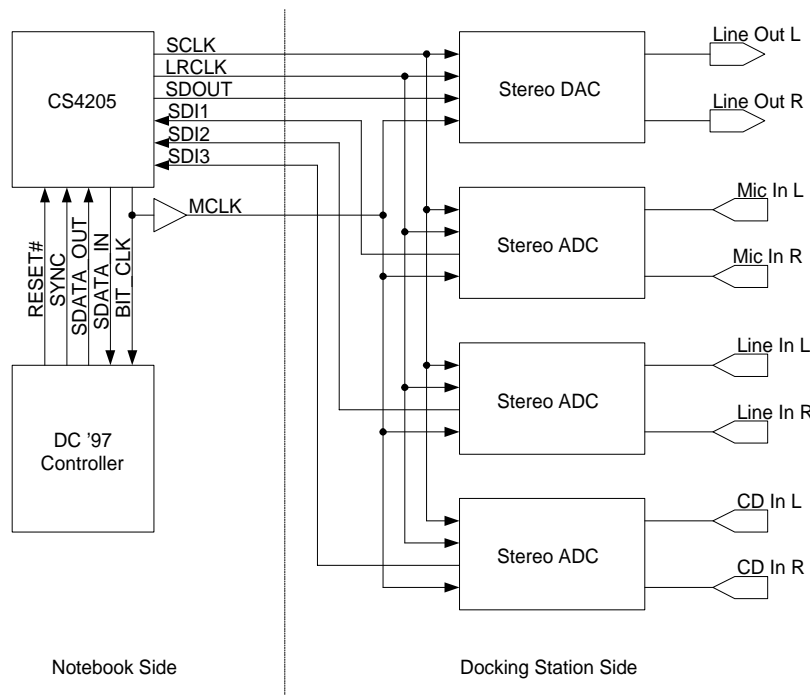 SCLK
LRCLK
SDOUT
SDI1
SDI2
SDI3
CS4205
MCLK
RESET#
SYNC
SDATA_OUT
SDATA_IN
BIT_CLK
DC '97
Controller
Stereo DAC
Line Out L
Line Out R
Stereo ADC
Mic In L
Mic In R
Stereo ADC
Line In L
Line In R
Stereo ADC
CD In L
CD In R
Notebook Side
Docking Station Side